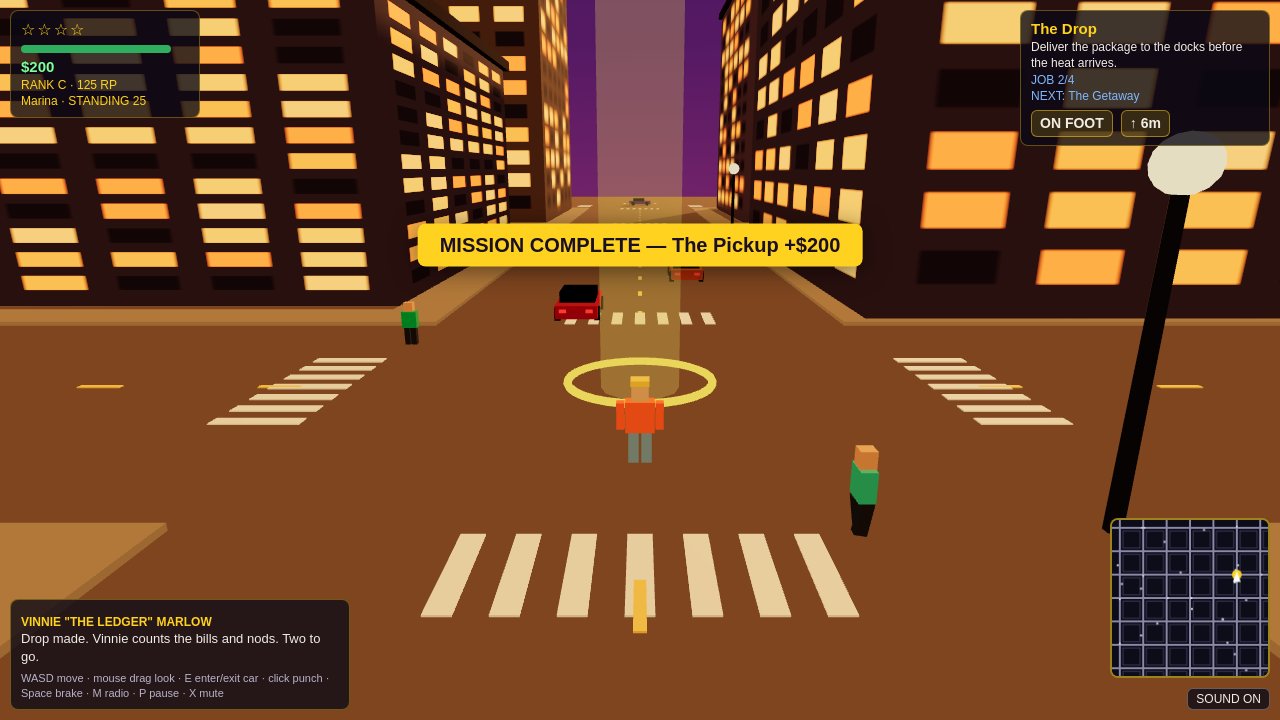 ☆☆☆☆
$200
RANK C · 125 RP
Marina · STANDING 25
The Drop
Deliver the package to the docks before
the heat arrives.
JOB 2/4
NEXT: The Getaway
ON FOOT ↑ 6m
MISSION COMPLETE — The Pickup +$200
VINNIE "THE LEDGER" MARLOW
Drop made. Vinnie counts the bills and nods. Two to
go.
WASD move · mouse drag look · E enter/exit car · click punch ·
Space brake · M radio · P pause · X mute
SOUND ON